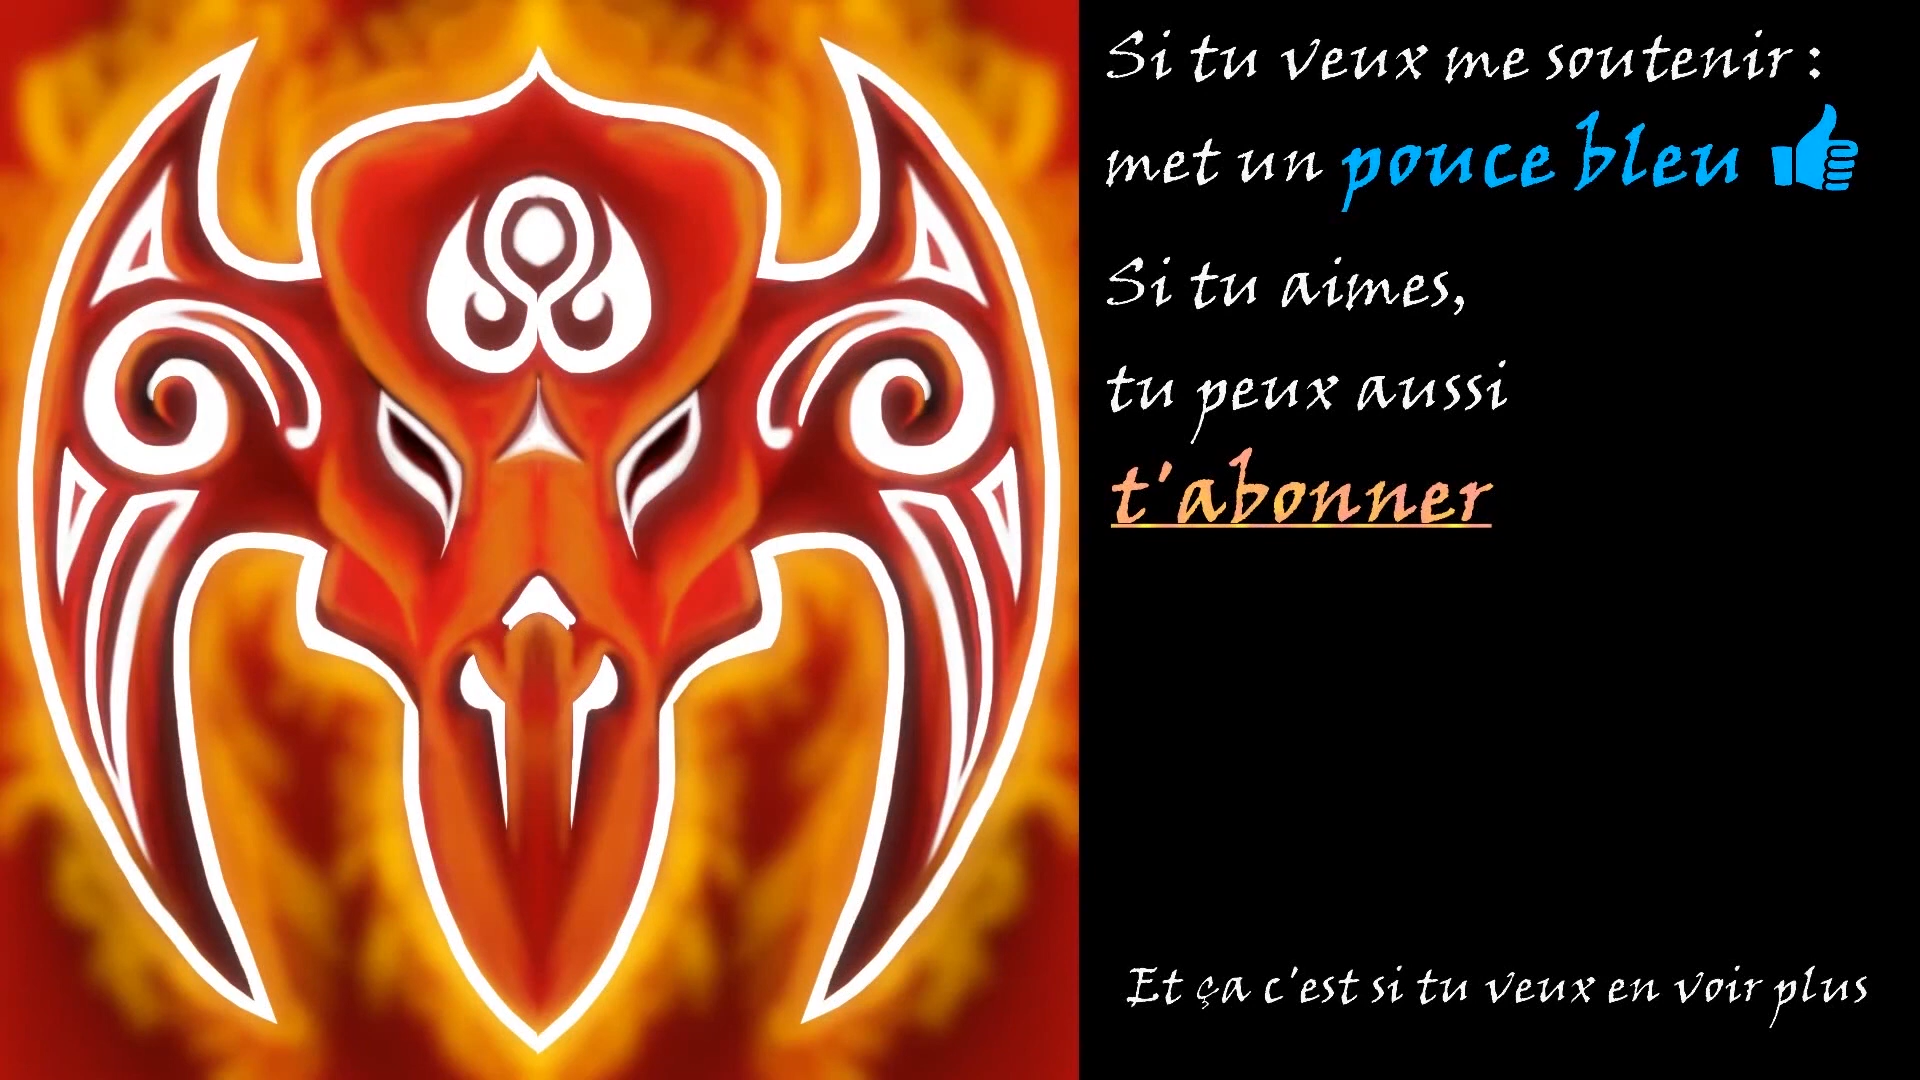 Si tu veux me soutenir :
met un pouce bleu
Si tu aimes,
tu peux aussi
t'abonner
Et ça c'est si tu veux en voir plus